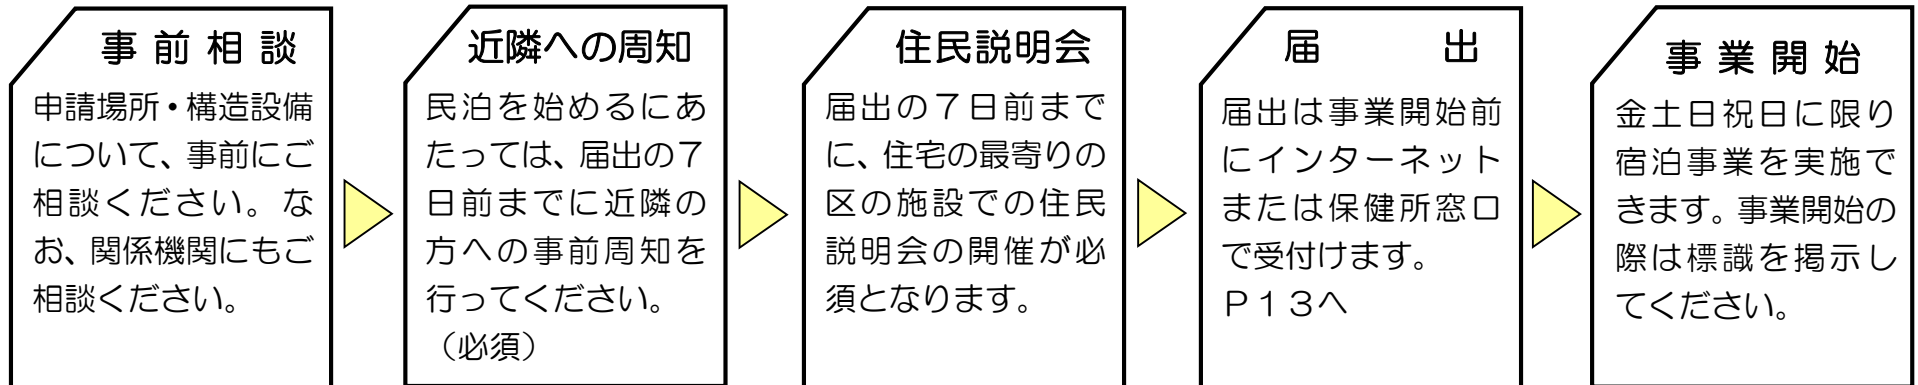 事前相談
申請場所・構造設備
について、事前にご
相談ください。な
お、関係機関にもご
相談ください。
近隣への周知
民泊を始めるにあ
たっては、届出の７
日前までに近隣の
方への事前周知を
行ってください。
（必須）
住民説明会
届出の７日前まで
に、住宅の最寄りの
区の施設での住民
説明会の開催が必
須となります。
届出
届出は事業開始前
にインターネット
または保健所窓口
で受付けます。
Ｐ１３へ
事業開始
金土日祝日に限り
宿泊事業を実施で
きます。事業開始の
際は標識を掲示し
てください。